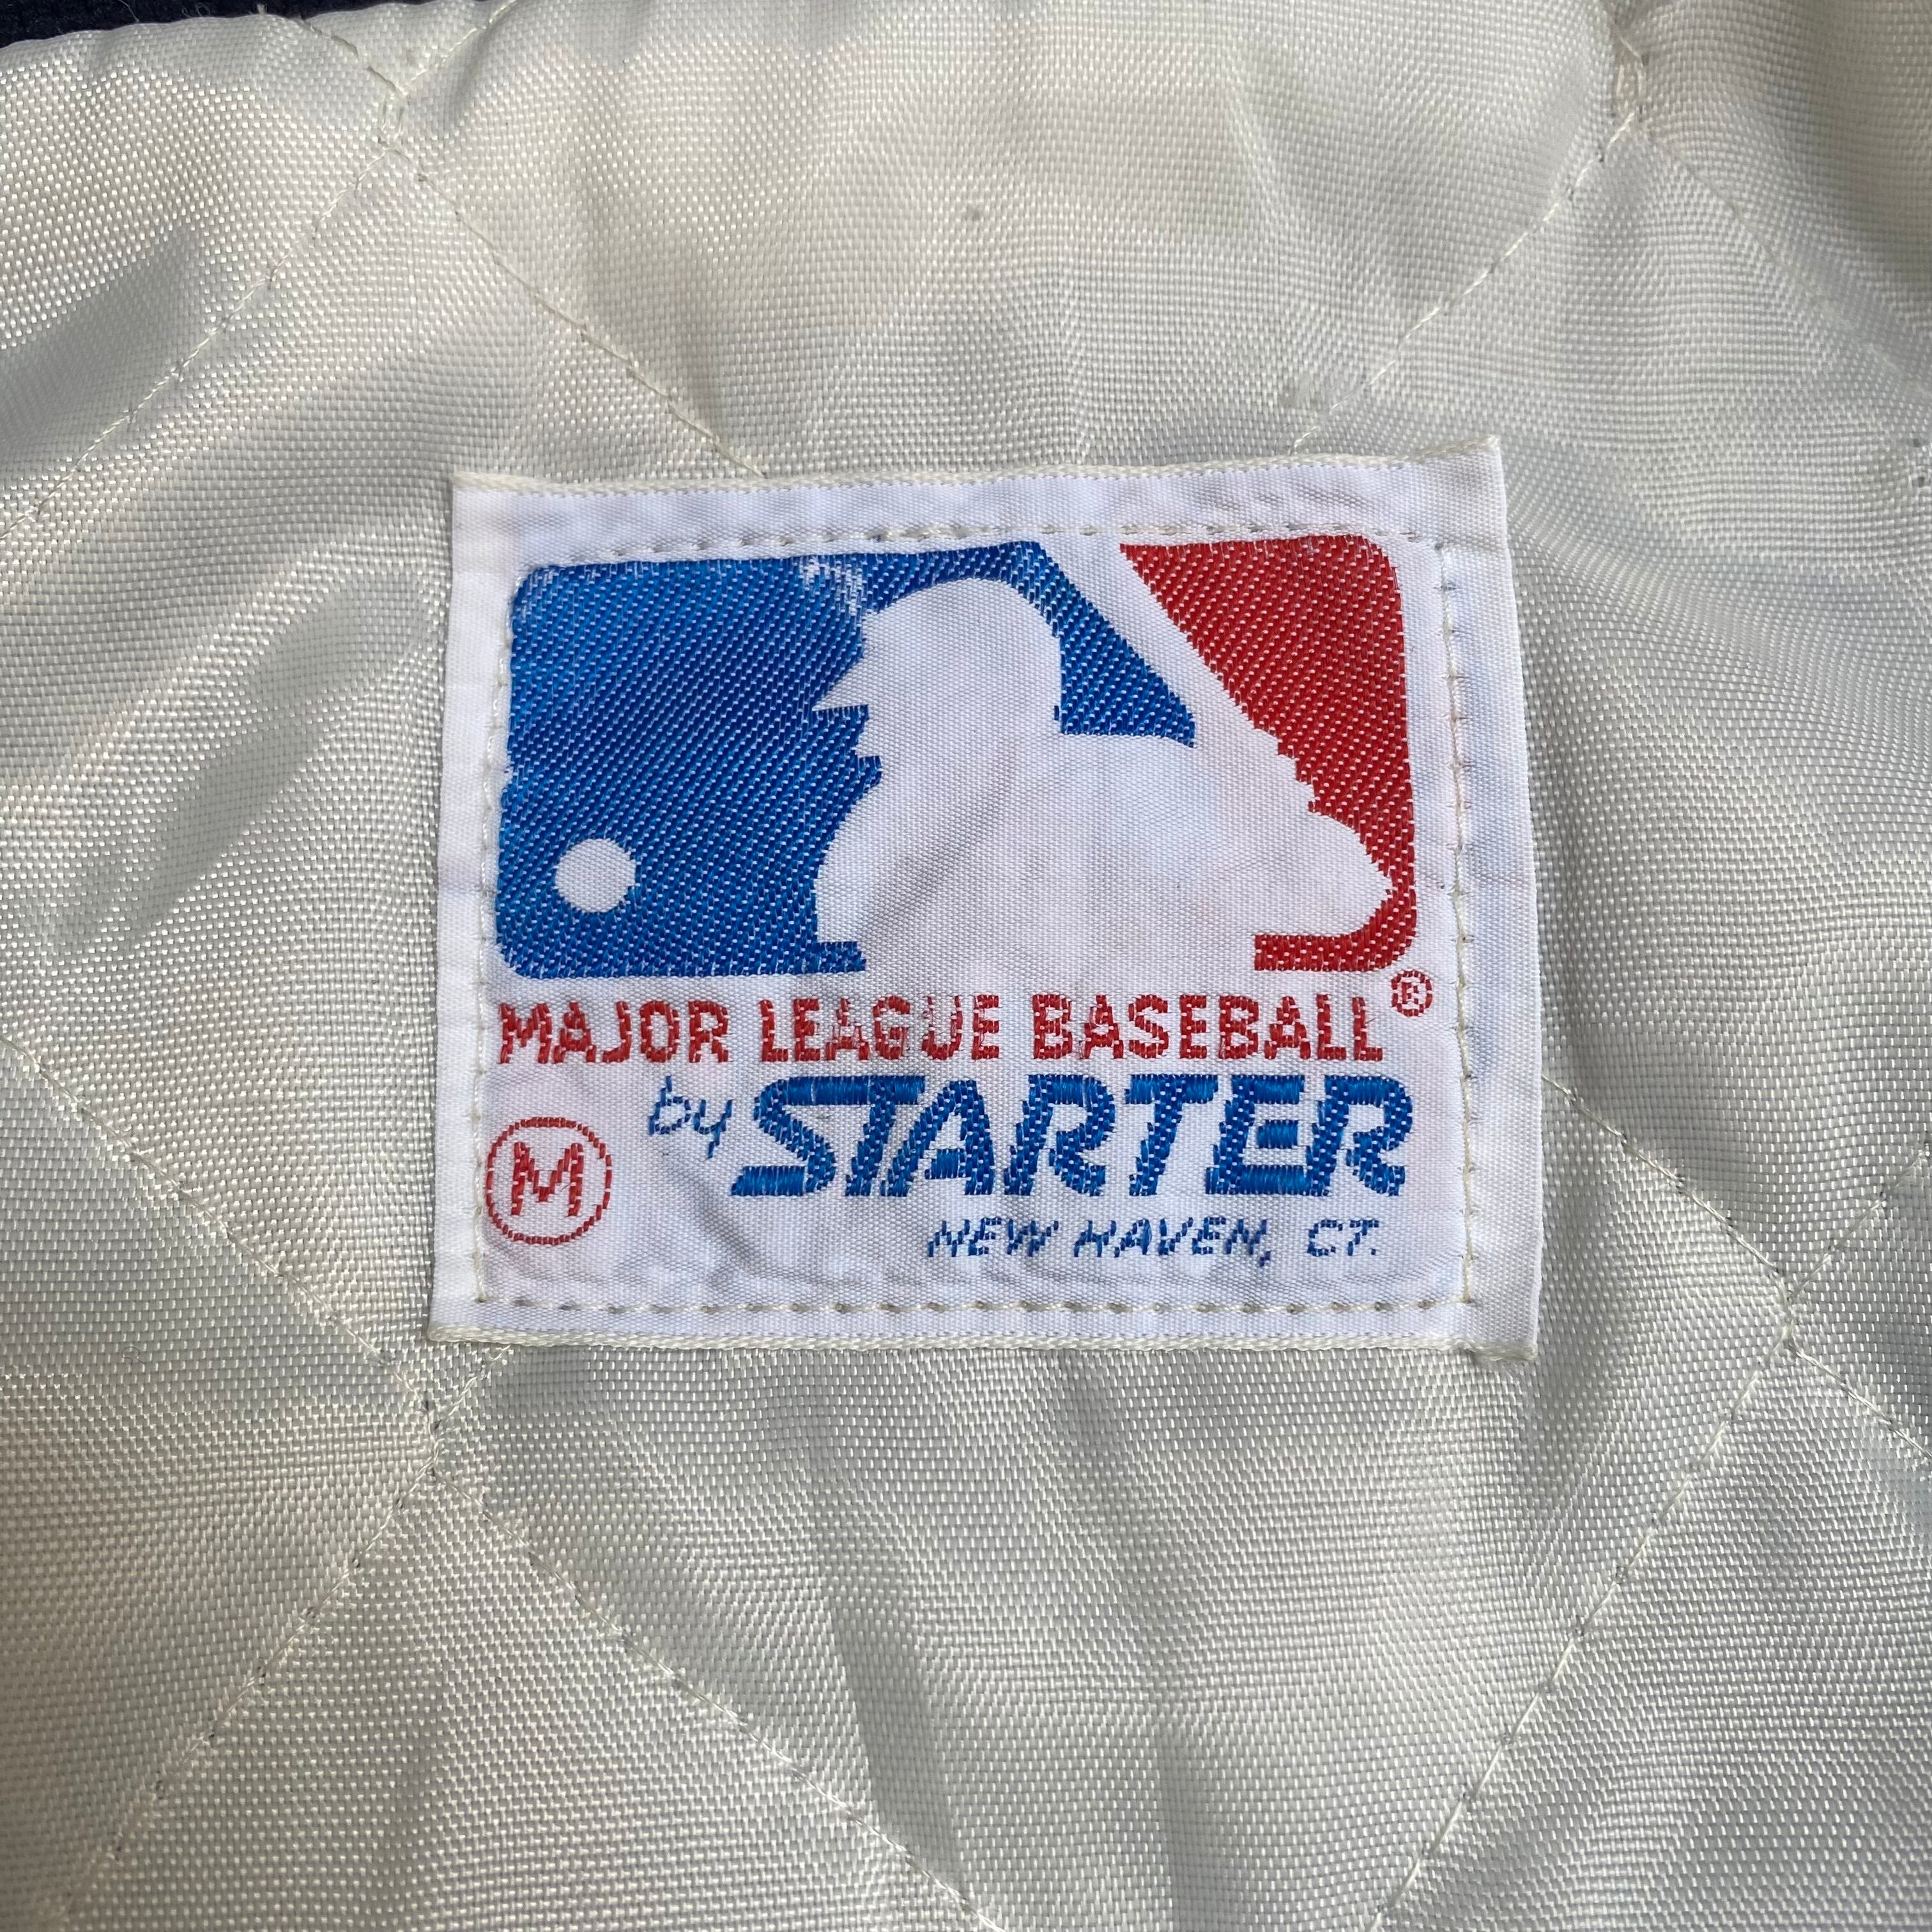 MAJOR LEAGUE BASEBALL®
by STARTER
M
NEW HAVEN, CT.